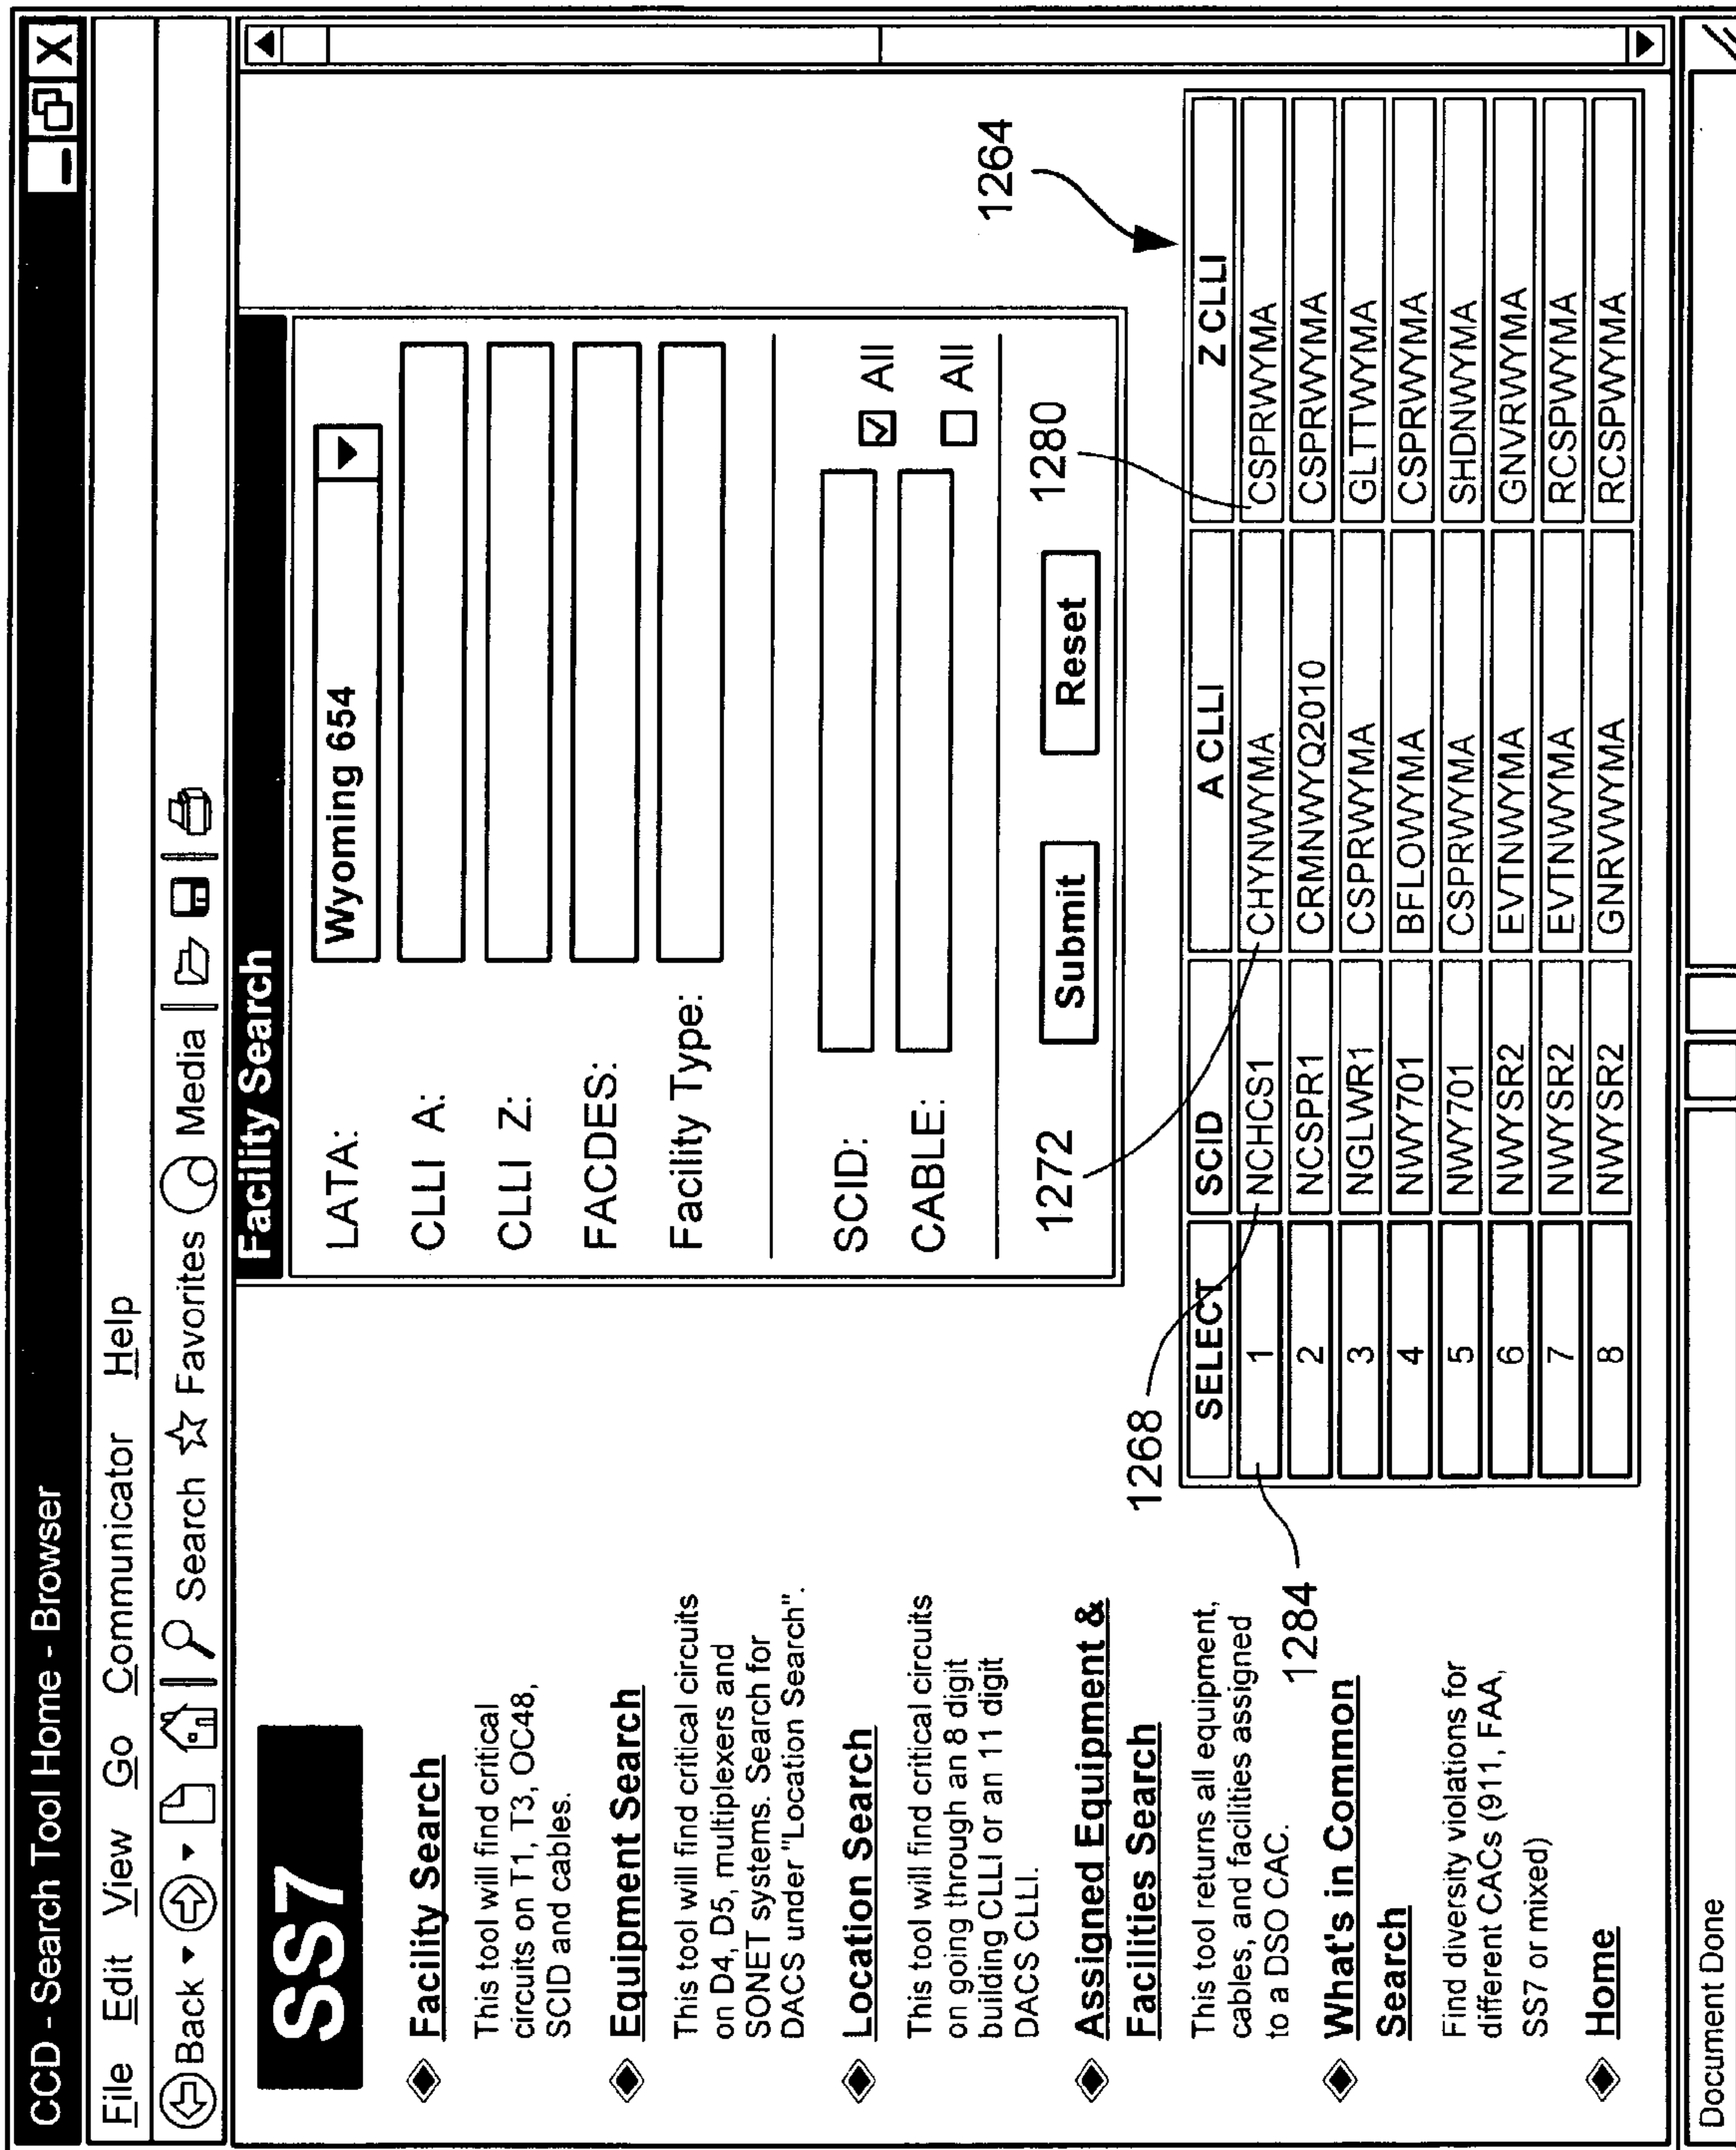 CCD - Search Tool Home - Browser
File Edit View Go Communicator Help
Back Search Favorites Media
SS7
Facility Search
This tool will find critical
circuits on T1, T3, OC48,
SCID and cables.
Equipment Search
This tool will find critical circuits
on D4, D5, multiplexers and
SONET systems. Search for
DACS under "Location Search".
Location Search
This tool will find critical circuits
on going through an 8 digit
building CLLI or an 11 digit
DACS CLLI.
Assigned Equipment &
Facilities Search
This tool returns all equipment,
cables, and facilities assigned
to a DSO CAC.
What's in Common
Search
Find diversity violations for
different CACs (911, FAA,
SS7 or mixed)
Home
Facility Search
LATA: Wyoming 654
CLLI A:
CLLI Z:
FACDES:
Facility Type:
SCID: All
CABLE: All
Submit Reset
1264
1268
1272
1280
1284
SELECT SCID A CLLI Z CLLI
1 NCHCS1 CHYNWYMA CSPRWYMA
2 NCSPR1 CRMNWYQ2010 CSPRWYMA
3 NGLWR1 CSPRWYMA GLTTWYMA
4 NWY701 BFLOWYMA CSPRWYMA
5 NWY701 CSPRWYMA SHDNWYMA
6 NWYSR2 EVTNWYMA GNVRWYMA
7 NWYSR2 EVTNWYMA RCSPWYMA
8 NWYSR2 GNRVWYMA RCSPWYMA
Document Done